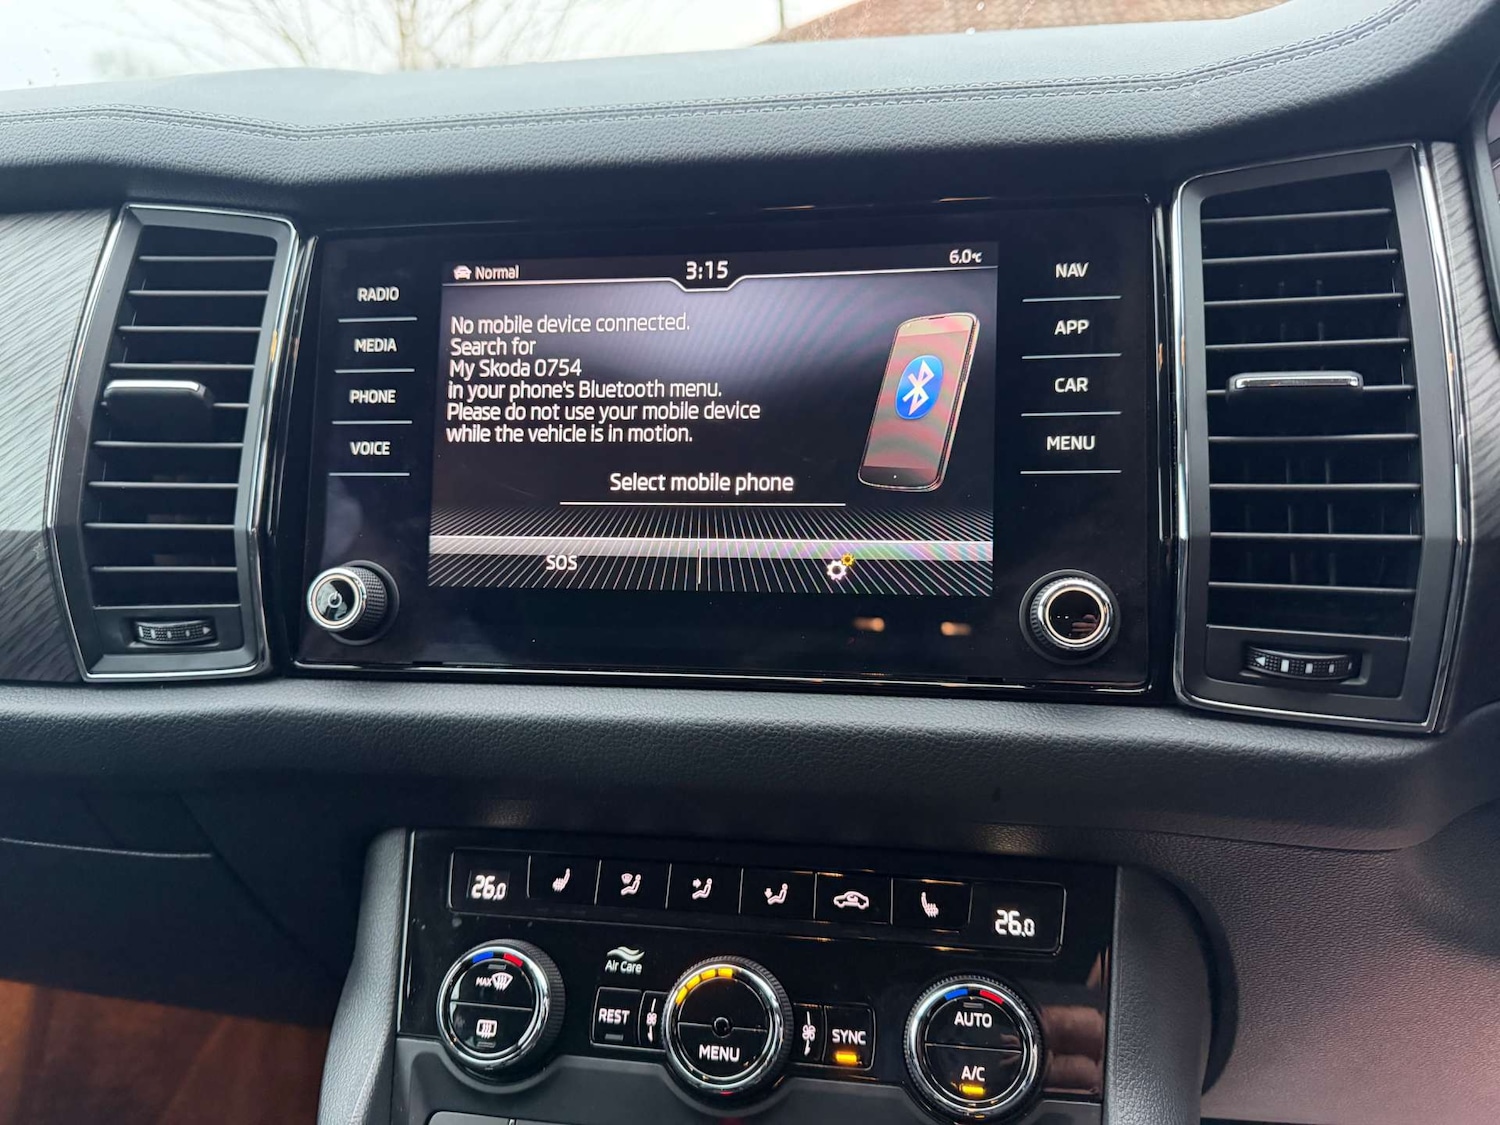 Normal
3:15
6.0°C
RADIO
MEDIA
PHONE
VOICE
No mobile device connected.
Search for
My Skoda 0754
in your phone's Bluetooth menu.
Please do not use your mobile device
while the vehicle is in motion.
Select mobile phone
SOS
NAV
APP
CAR
MENU
26.0
26.0
MAX
Air Care
REST
MENU
SYNC
AUTO
A/C